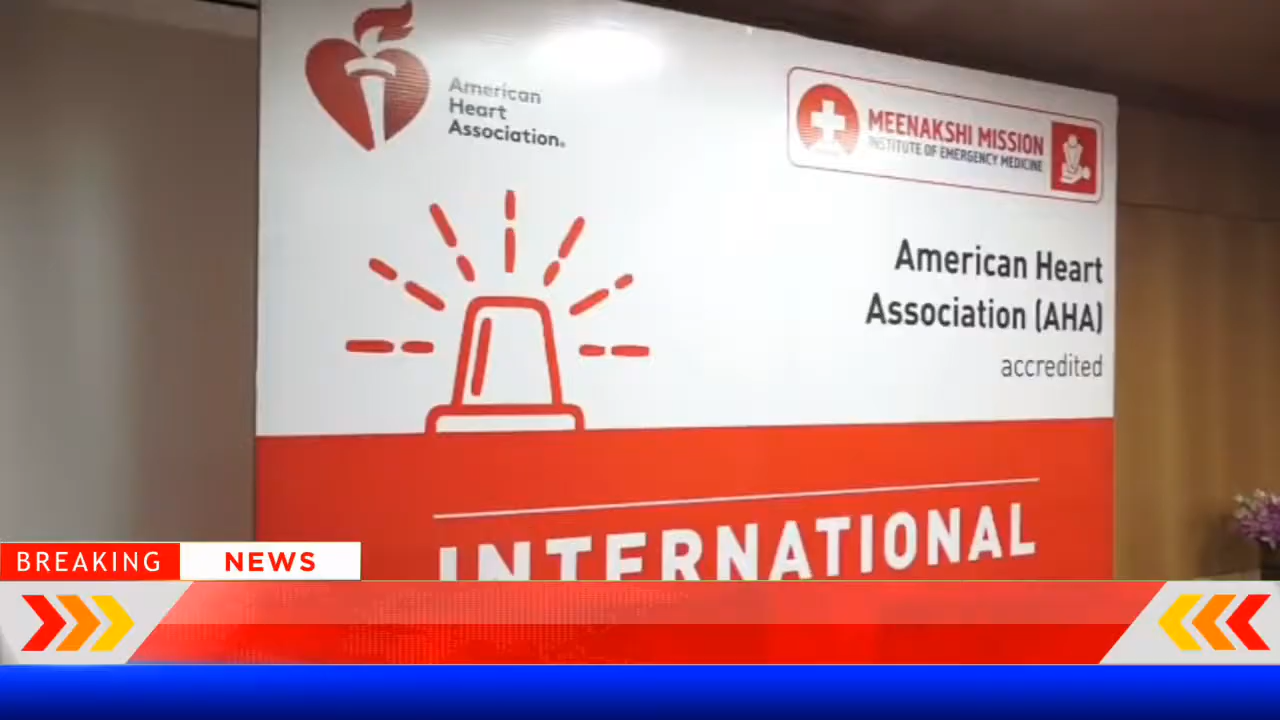 American
Heart
Association®
MEENAKSHI MISSION
INSTITUTE OF EMERGENCY MEDICINE
American Heart
Association (AHA)
accredited
INTERNATIONAL
BREAKING NEWS